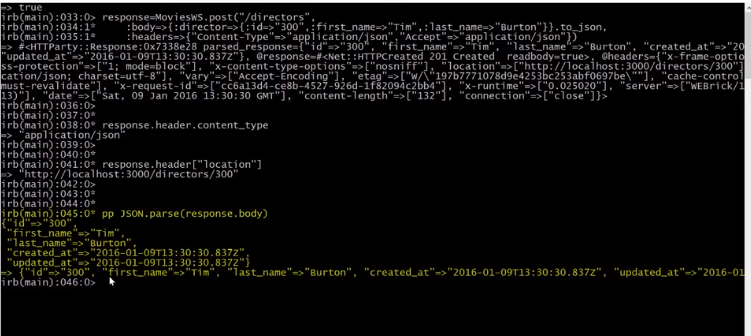 => true
irb(main):033:0> response=MoviesWS.post("/directors",
irb(main):034:1*     :body=>{:director=>{:id=>"300",:first_name=>"Tim",:last_name=>"Burton"}}.to_json,
irb(main):035:1*     :headers=>{"Content-Type"=>"application/json","Accept"=>"application/json"})
=> #<HTTParty::Response:0x7338e28 parsed_response={"id"=>"300", "first_name"=>"Tim", "last_name"=>"Burton", "created_at"=>"20
"updated_at"=>"2016-01-09T13:30:30.837Z"}, @response=#<Net::HTTPCreated 201 Created  readbody=true>, @headers={"x-frame-optio
ss-protection"=>["1; mode=block"], "x-content-type-options"=>["nosniff"], "location"=>["http://localhost:3000/directors/300"]
cation/json; charset=utf-8"], "vary"=>["Accept-Encoding"], "etag"=>["W/\"197b7771078d9e4253bc253abf0697be\""], "cache-control
must-revalidate"], "x-request-id"=>["cc6a13d4-ce8b-4527-926d-1f82094c2bb4"], "x-runtime"=>["0.025020"], "server"=>["WEBrick/1
13)"], "date"=>["Sat, 09 Jan 2016 13:30:30 GMT"], "content-length"=>["132"], "connection"=>["close"]}>
irb(main):036:0>
irb(main):037:0*
irb(main):038:0* response.header.content_type
=> "application/json"
irb(main):039:0>
irb(main):040:0*
irb(main):041:0* response.header["location"]
=> "http://localhost:3000/directors/300"
irb(main):042:0>
irb(main):043:0*
irb(main):044:0*
irb(main):045:0* pp JSON.parse(response.body)
{"id"=>"300",
 "first_name"=>"Tim",
 "last_name"=>"Burton",
 "created_at"=>"2016-01-09T13:30:30.837Z",
 "updated_at"=>"2016-01-09T13:30:30.837Z"}
=> {"id"=>"300", "first_name"=>"Tim", "last_name"=>"Burton", "created_at"=>"2016-01-09T13:30:30.837Z", "updated_at"=>"2016-01
irb(main):046:0>